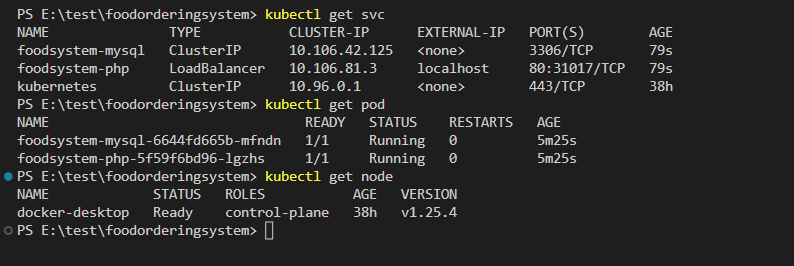 PS E:\test\foodorderingsystem> kubectl get svc
NAME TYPE CLUSTER-IP EXTERNAL-IP PORT(S) AGE
foodsystem-mysql ClusterIP 10.106.42.125 <none> 3306/TCP 79s
foodsystem-php LoadBalancer 10.106.81.3 localhost 80:31017/TCP 79s
kubernetes ClusterIP 10.96.0.1 <none> 443/TCP 38h
PS E:\test\foodorderingsystem> kubectl get pod
NAME READY STATUS RESTARTS AGE
foodsystem-mysql-6644fd665b-mfndn 1/1 Running 0 5m25s
foodsystem-php-5f59f6bd96-lgzhs 1/1 Running 0 5m25s
PS E:\test\foodorderingsystem> kubectl get node
NAME STATUS ROLES AGE VERSION
docker-desktop Ready control-plane 38h v1.25.4
PS E:\test\foodorderingsystem>